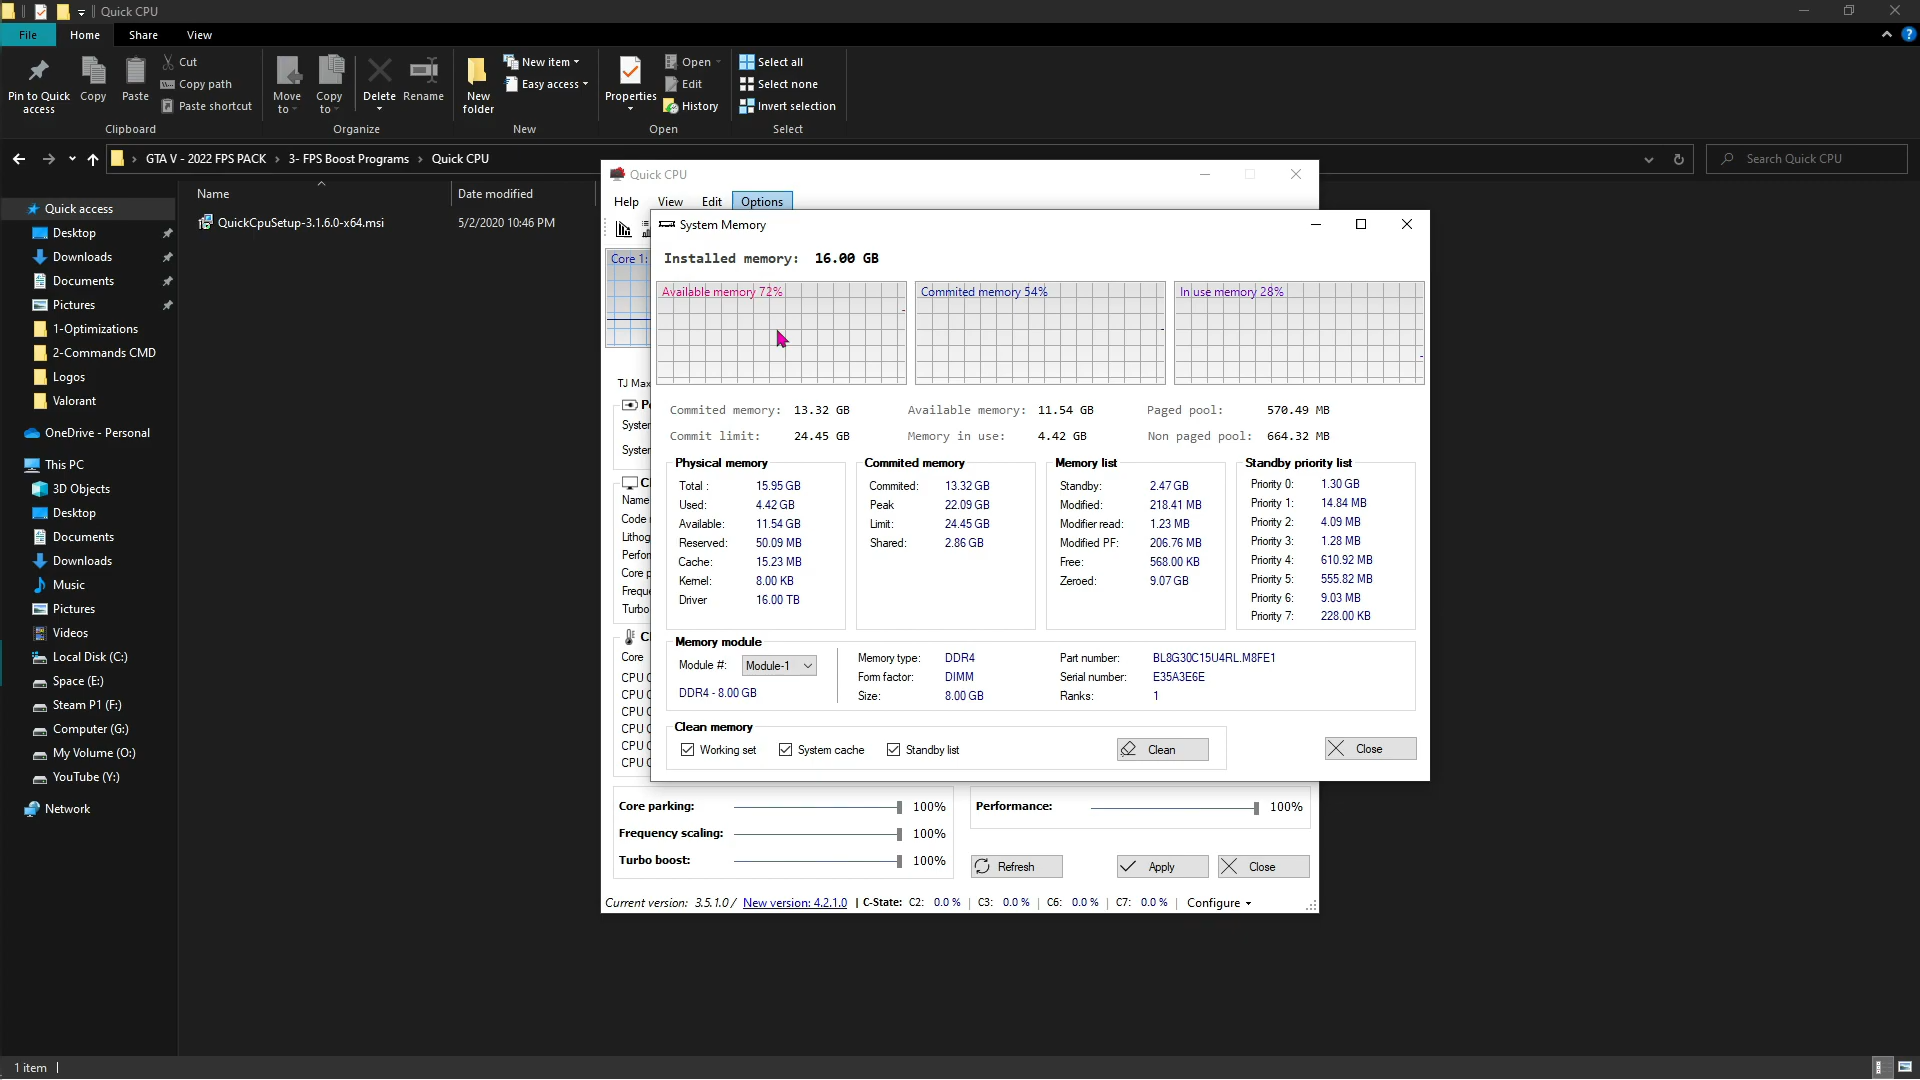 Quick CPU
File Home Share View
Pin to Quick access
Copy
Paste
Cut
Copy path
Paste shortcut
Clipboard
Move to
Copy to
Delete
Rename
Organize
New folder
New item
Easy access
New
Properties
Open
Edit
History
Open
Select all
Select none
Invert selection
Select
GTA V - 2022 FPS PACK › 3- FPS Boost Programs › Quick CPU
Search Quick CPU
Name Date modified
QuickCpuSetup-3.1.6.0-x64.msi 5/2/2020 10:46 PM
Quick access
Desktop
Downloads
Documents
Pictures
1-Optimizations
2-Commands CMD
Logos
Valorant
OneDrive - Personal
This PC
3D Objects
Desktop
Documents
Downloads
Music
Pictures
Videos
Local Disk (C:)
Space (E:)
Steam P1 (F:)
Computer (G:)
My Volume (O:)
YouTube (Y:)
Network
1 item
Quick CPU
Help View Edit Options
Core 1:
TJ Max
System Memory
Installed memory: 16.00 GB
Available memory 72%
Commited memory 54%
In use memory 28%
Commited memory: 13.32 GB Available memory: 11.54 GB Paged pool: 570.49 MB
Commit limit: 24.45 GB Memory in use: 4.42 GB Non paged pool: 664.32 MB
Physical memory
Total : 15.95 GB
Used: 4.42 GB
Available: 11.54 GB
Reserved: 50.09 MB
Cache: 15.23 MB
Kernel: 8.00 KB
Driver 16.00 TB
Commited memory
Commited: 13.32 GB
Peak 22.09 GB
Limit: 24.45 GB
Shared: 2.86 GB
Memory list
Standby: 2.47 GB
Modified: 218.41 MB
Modifier read: 1.23 MB
Modified PF: 206.76 MB
Free: 568.00 KB
Zeroed: 9.07 GB
Standby priority list
Priority 0: 1.30 GB
Priority 1: 14.84 MB
Priority 2: 4.09 MB
Priority 3: 1.28 MB
Priority 4: 610.92 MB
Priority 5: 555.82 MB
Priority 6: 9.03 MB
Priority 7: 228.00 KB
Memory module
Module #: Module-1
DDR4 - 8.00 GB
Memory type: DDR4
Form factor: DIMM
Size: 8.00 GB
Part number: BL8G30C15U4RL.M8FE1
Serial number: E35A3E6E
Ranks: 1
Clean memory
Working set System cache Standby list Clean
Close
Name
Core
Core parking: 100%
Frequency scaling: 100%
Turbo boost: 100%
Performance: 100%
Refresh Apply Close
Current version: 3.5.1.0 / New version: 4.2.1.0 | C-State: C2: 0.0 % | C3: 0.0 % | C6: 0.0 % | C7: 0.0 % | Configure